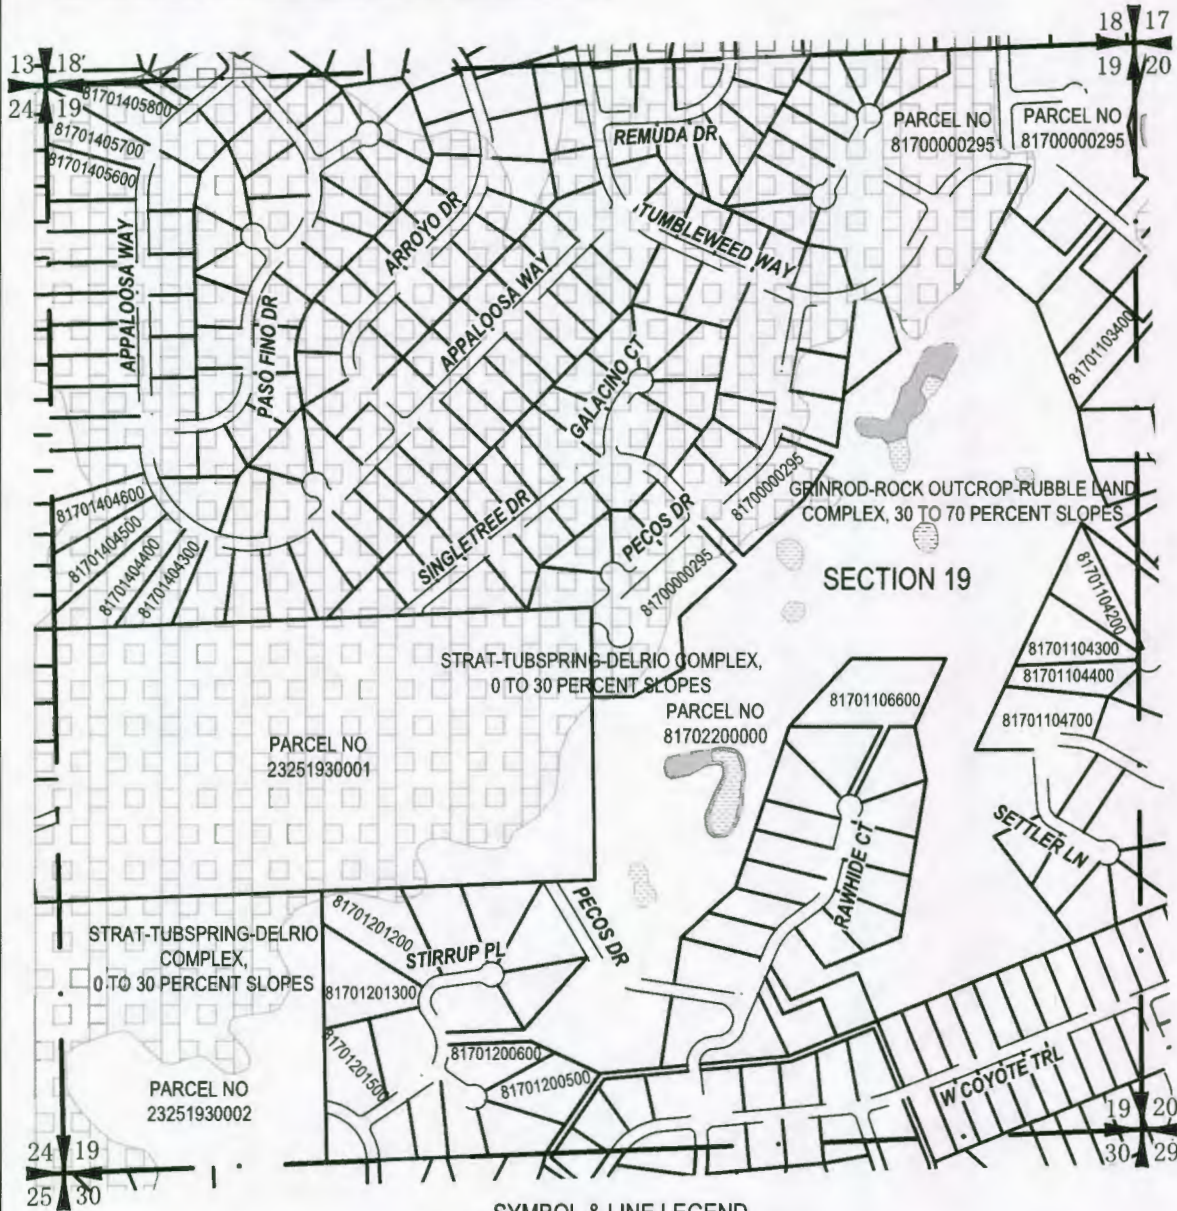 18 17
13 18
19 20
24 19
81701405800
PARCEL NO
81700000295
PARCEL NO
81700000295
REMUDA DR
81701405700
81701405600
APPALOOSA WAY
ARROYO DR
TUMBLEWEED WAY
APPALOOSA WAY
PASO FINO DR
GALACINO CT
81701103400
81701404600
81701404500
81701404400
81701404300
SINGLETREE DR
PECOS DR
81700000295
81700000295
GRINROD-ROCK OUTCROP-RUBBLE LAND
COMPLEX, 30 TO 70 PERCENT SLOPES
SECTION 19
81701104200
81701104300
81701104400
81701104700
STRAT-TUBSPRING-DELRIO COMPLEX,
0 TO 30 PERCENT SLOPES
PARCEL NO
81702200000
81701106600
PARCEL NO
23251930001
SETTLER LN
RAWHIDE CT
81701201200
PECOS DR
STRAT-TUBSPRING-DELRIO
COMPLEX,
0 TO 30 PERCENT SLOPES
STIRRUP PL
81701201300
81701201500
81701200600
81701200500
W COYOTE TRL
PARCEL NO
23251930002
19 20
30 29
24 19
25 30
SYMBOL & LINE LEGEND